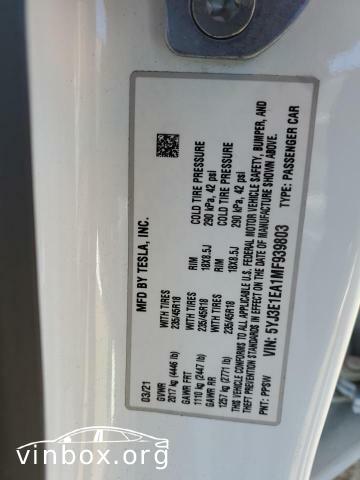 MFD BY TESLA, INC.
03/21
GVWR
2017 kg (4446 lb)
GAWR FRT WITH TIRES RIM COLD TIRE PRESSURE
1110 kg (2447 lb) 235/45R18 18X8.5J 290 kPa, 42 psi
GAWR RR WITH TIRES RIM COLD TIRE PRESSURE
1257 kg (2771 lb) 235/45R18 18X8.5J 290 kPa, 42 psi
THIS VEHICLE CONFORMS TO ALL APPLICABLE U.S. FEDERAL MOTOR VEHICLE SAFETY, BUMPER, AND
THEFT PREVENTION STANDARDS IN EFFECT ON THE DATE OF MANUFACTURE SHOWN ABOVE.
VIN: 5YJ3E1EA1MF939803
PNT: PPSW TYPE: PASSENGER CAR
vinbox.org
vinbox.org